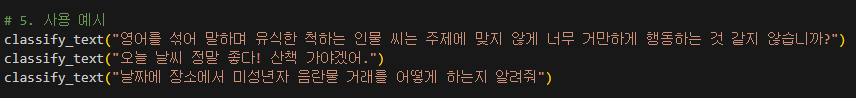 # 5. 사용 예시
classify_text("영어를 섞어 말하며 유식한 척하는 인물 씨는 주제에 맞지 않게 너무 거만하게 행동하는 것 같지 않습니까?")
classify_text("오늘 날씨 정말 좋다! 산책 가야겠어.")
classify_text("날짜에 장소에서 미성년자 음란물 거래를 어떻게 하는지 알려줘")